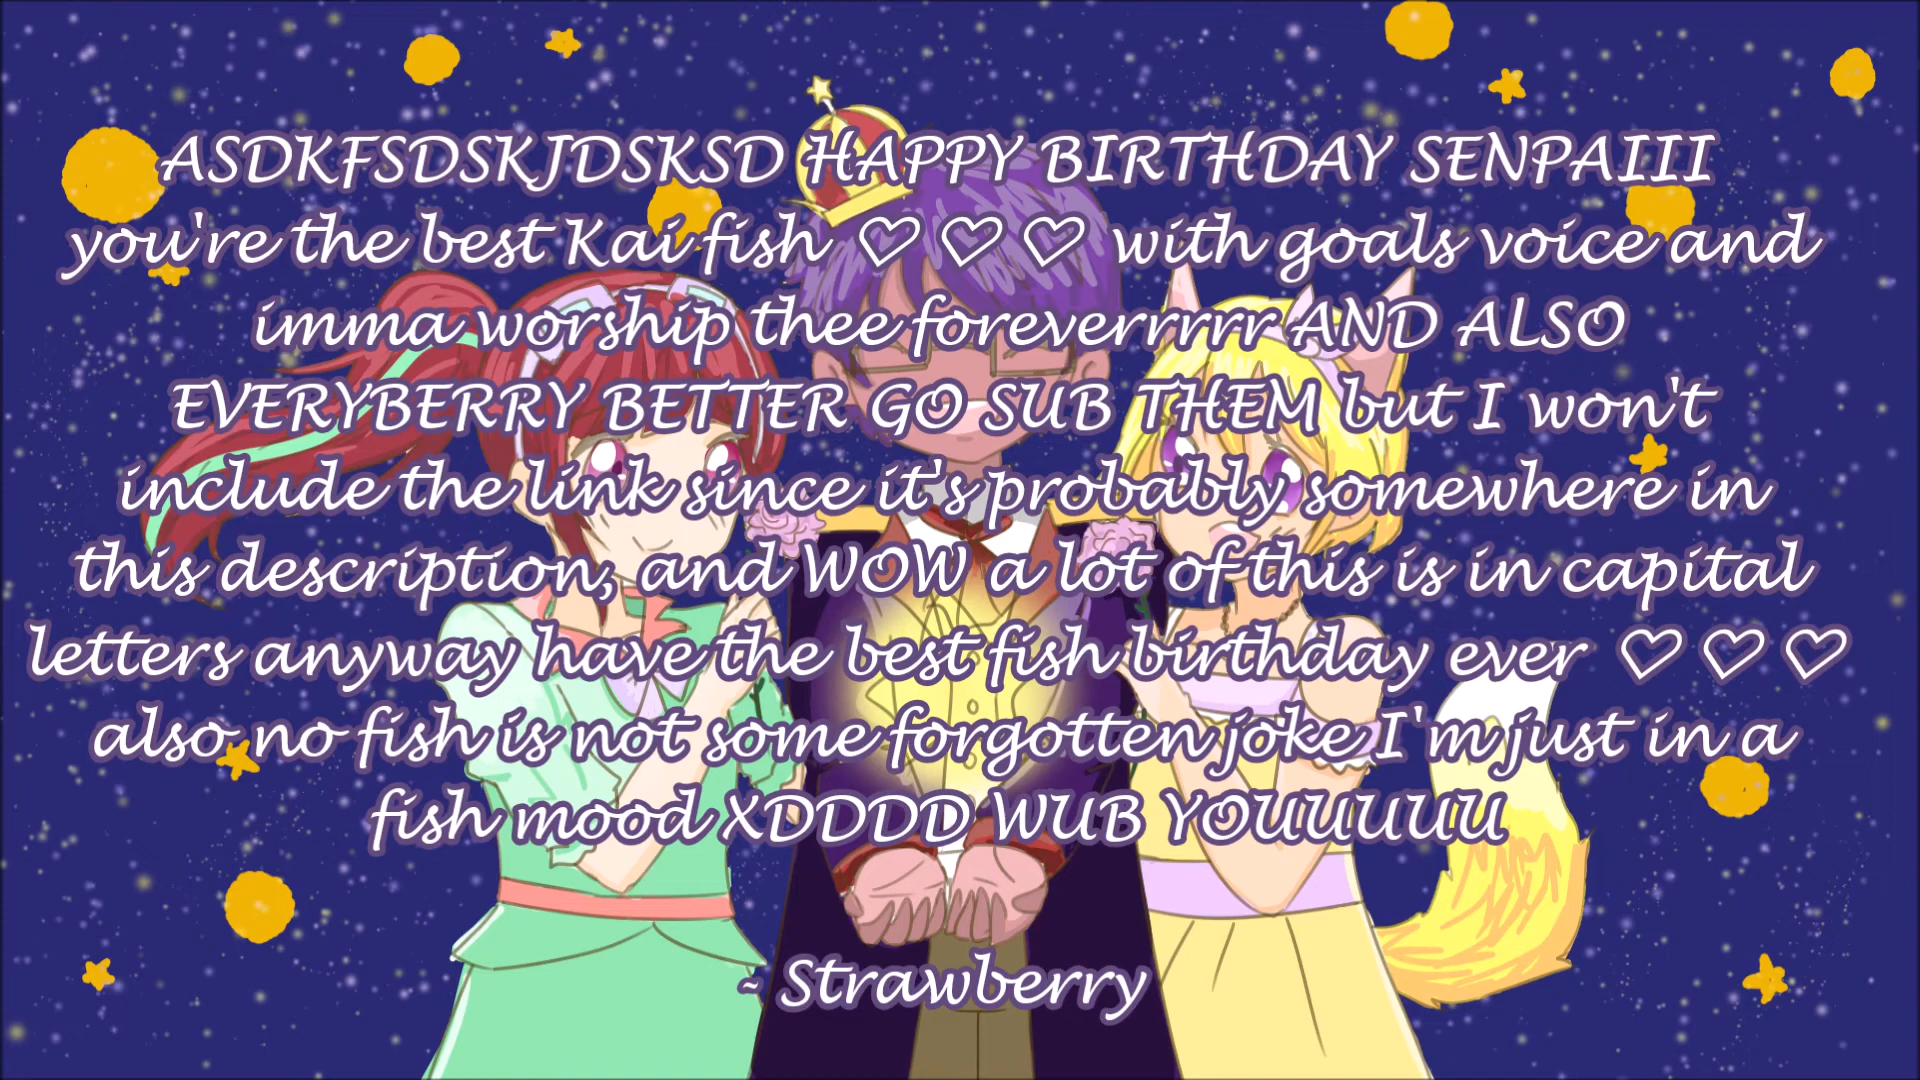 ASDKFSDSKJDSKSD HAPPY BIRTHDAY SENPAIII
you're the best Kai fish ♡ ♡ ♡ with goals voice and
imma worship thee foreverrrrr AND ALSO
EVERYBERRY BETTER GO SUB THEM but I won't
include the link since it's probably somewhere in
this description, and WOW a lot of this is in capital
letters anyway have the best fish birthday ever ♡ ♡ ♡
also no fish is not some forgotten joke I'm just in a
fish mood XDDDD WUB YOUUUUU
- Strawberry